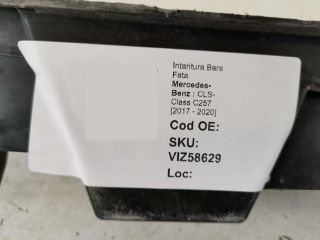 Intaritura Bara
Fata
Mercedes-
Benz : CLS-
Class C257
[2017 - 2020]
Cod OE:
SKU:
VIZ58629
Loc: